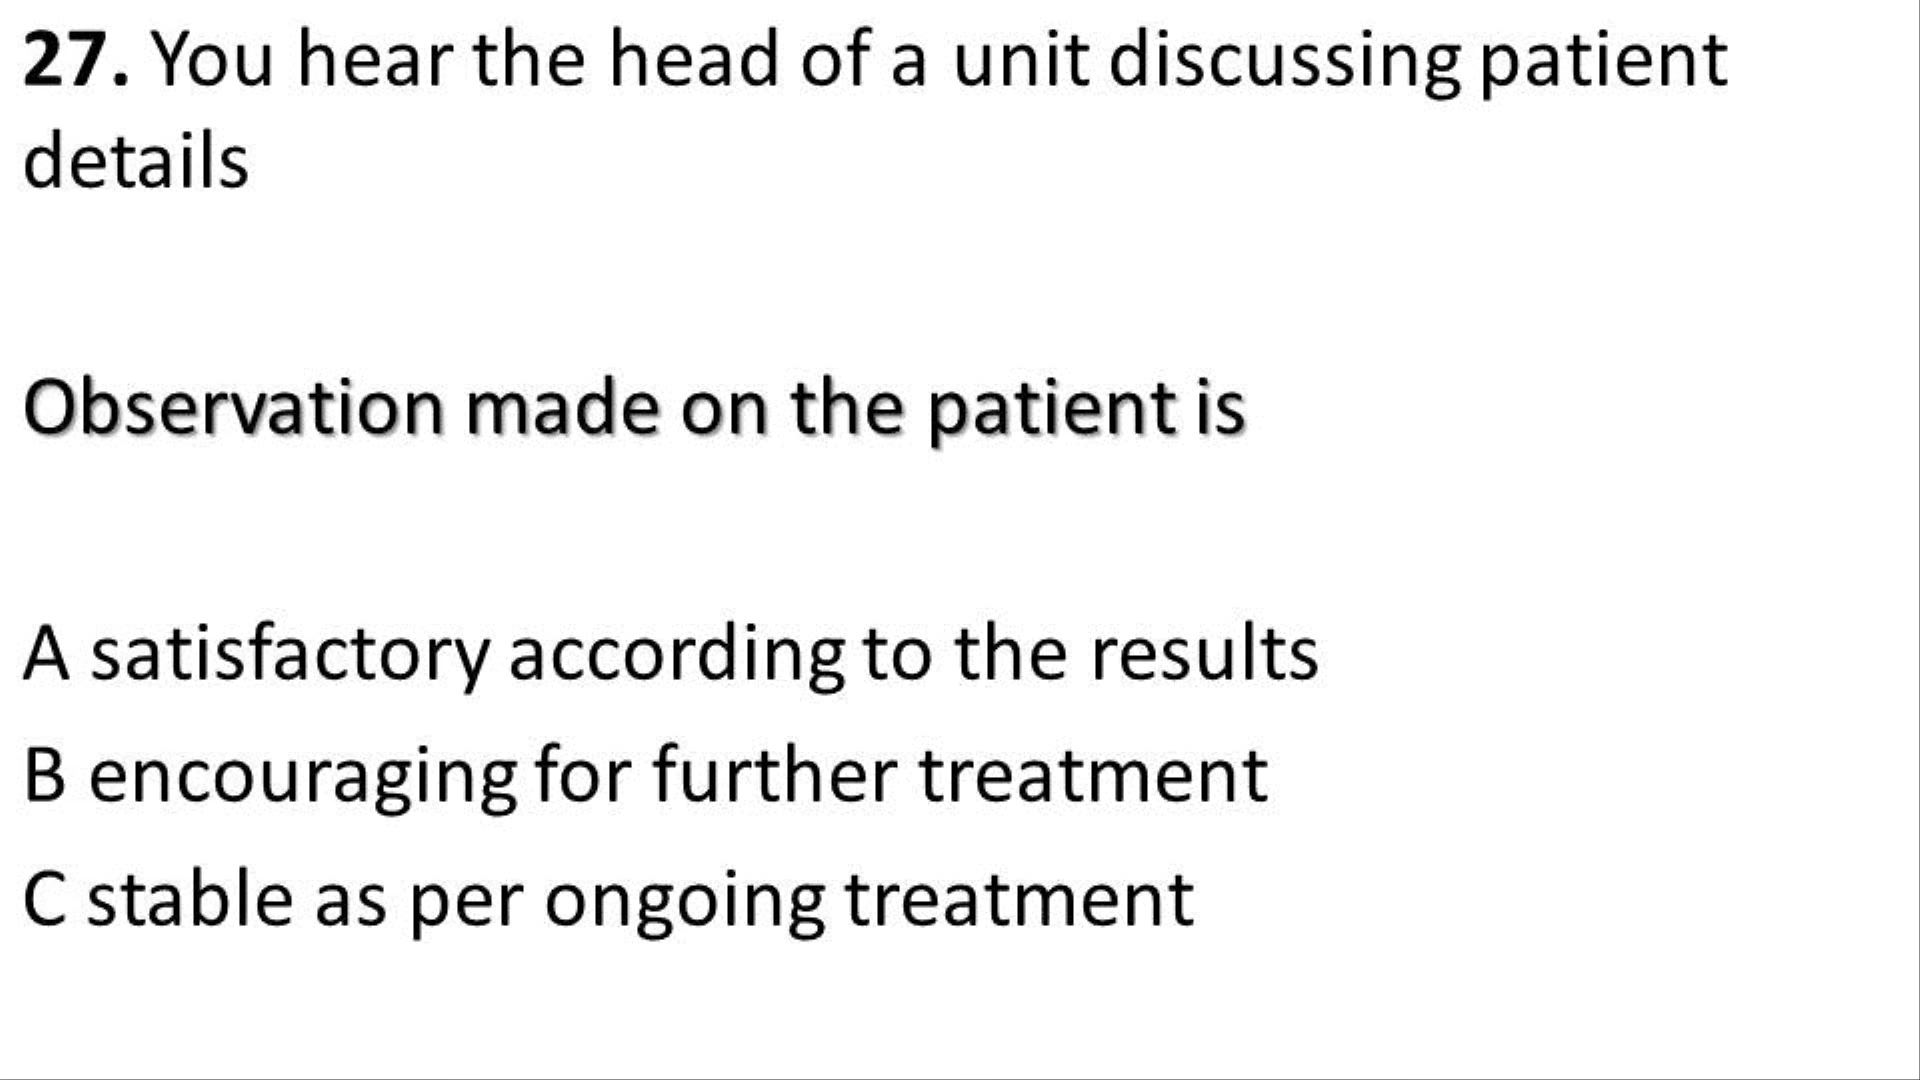 27. You hear the head of a unit discussing patient
details
Observation made on the patient is
A satisfactory according to the results
B encouraging for further treatment
C stable as per ongoing treatment